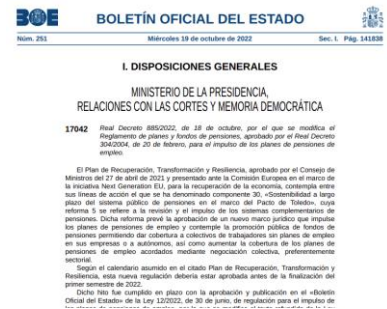 BOE
BOLETÍN OFICIAL DEL ESTADO
Núm. 251 Miércoles 19 de octubre de 2022 Sec. I. Pág. 141838
I. DISPOSICIONES GENERALES
MINISTERIO DE LA PRESIDENCIA,
RELACIONES CON LAS CORTES Y MEMORIA DEMOCRÁTICA
17042 Real Decreto 885/2022, de 18 de octubre, por el que se modifica el
Reglamento de planes y fondos de pensiones, aprobado por el Real Decreto
304/2004, de 20 de febrero, para el impulso de los planes de pensiones de
empleo.
El Plan de Recuperación, Transformación y Resiliencia, aprobado por el Consejo de
Ministros del 27 de abril de 2021 y presentado ante la Comisión Europea en el marco de
la iniciativa Next Generation EU, para la recuperación de la economía, contempla entre
sus líneas de acción el que se ha denominado componente 30, «Sostenibilidad a largo
plazo del sistema público de pensiones en el marco del Pacto de Toledo», cuya
reforma 5 se refiere a la revisión y el impulso de los sistemas complementarios de
pensiones. Dicha reforma prevé la aprobación de un nuevo marco jurídico que impulse
los planes de pensiones de empleo y contemple la promoción pública de fondos de
pensiones permitiendo dar cobertura a colectivos de trabajadores sin planes de empleo
en sus empresas o a autónomos, así como aumentar la cobertura de los planes de
pensiones de empleo acordados mediante negociación colectiva, preferentemente
sectorial.
Según el calendario asumido en el citado Plan de Recuperación, Transformación y
Resiliencia, esta nueva regulación debería estar aprobada antes de la finalización del
primer semestre de 2022.
Dicho hito fue cumplido en plazo con la aprobación y publicación en el «Boletín
Oficial del Estado» de la Ley 12/2022, de 30 de junio, de regulación para el impulso de